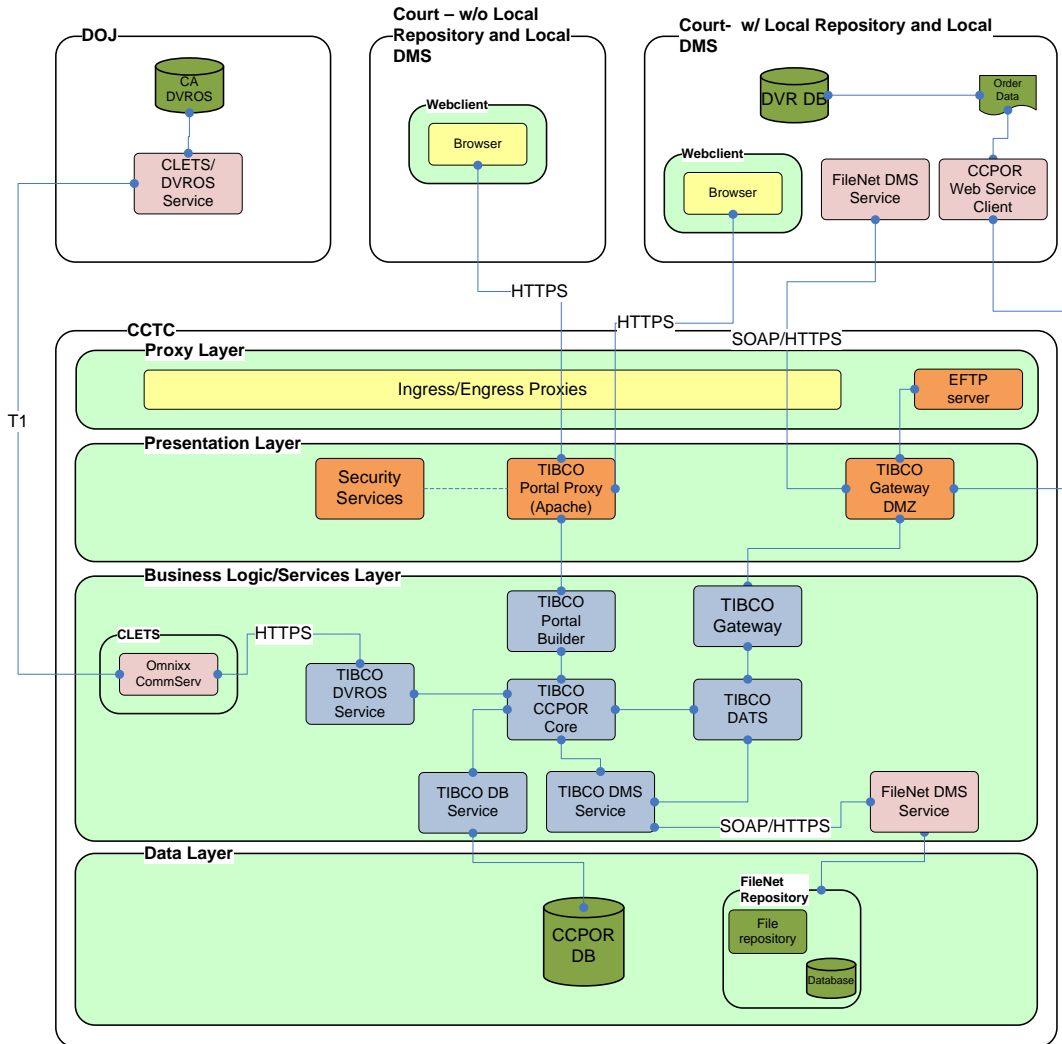 DOJ
CA
DVROS
CLETS/
DVROS
Service
Court – w/o Local
Repository and Local
DMS
Webclient
Browser
Court- w/ Local Repository and Local
DMS
DVR DB
Order
Data
Webclient
Browser
FileNet DMS
Service
CCPOR
Web Service
Client
HTTPS
HTTPS
SOAP/HTTPS
T1
CCTC
Proxy Layer
Ingress/Engress Proxies
EFTP
server
Presentation Layer
Security
Services
TIBCO
Portal Proxy
(Apache)
TIBCO
Gateway
DMZ
Business Logic/Services Layer
CLETS
Omnixx
CommServ
HTTPS
TIBCO
DVROS
Service
TIBCO
Portal
Builder
TIBCO
Gateway
TIBCO
CCPOR
Core
TIBCO
DATS
TIBCO DB
Service
TIBCO DMS
Service
SOAP/HTTPS
FileNet DMS
Service
Data Layer
CCPOR
DB
FileNet
Repository
File
repository
Database